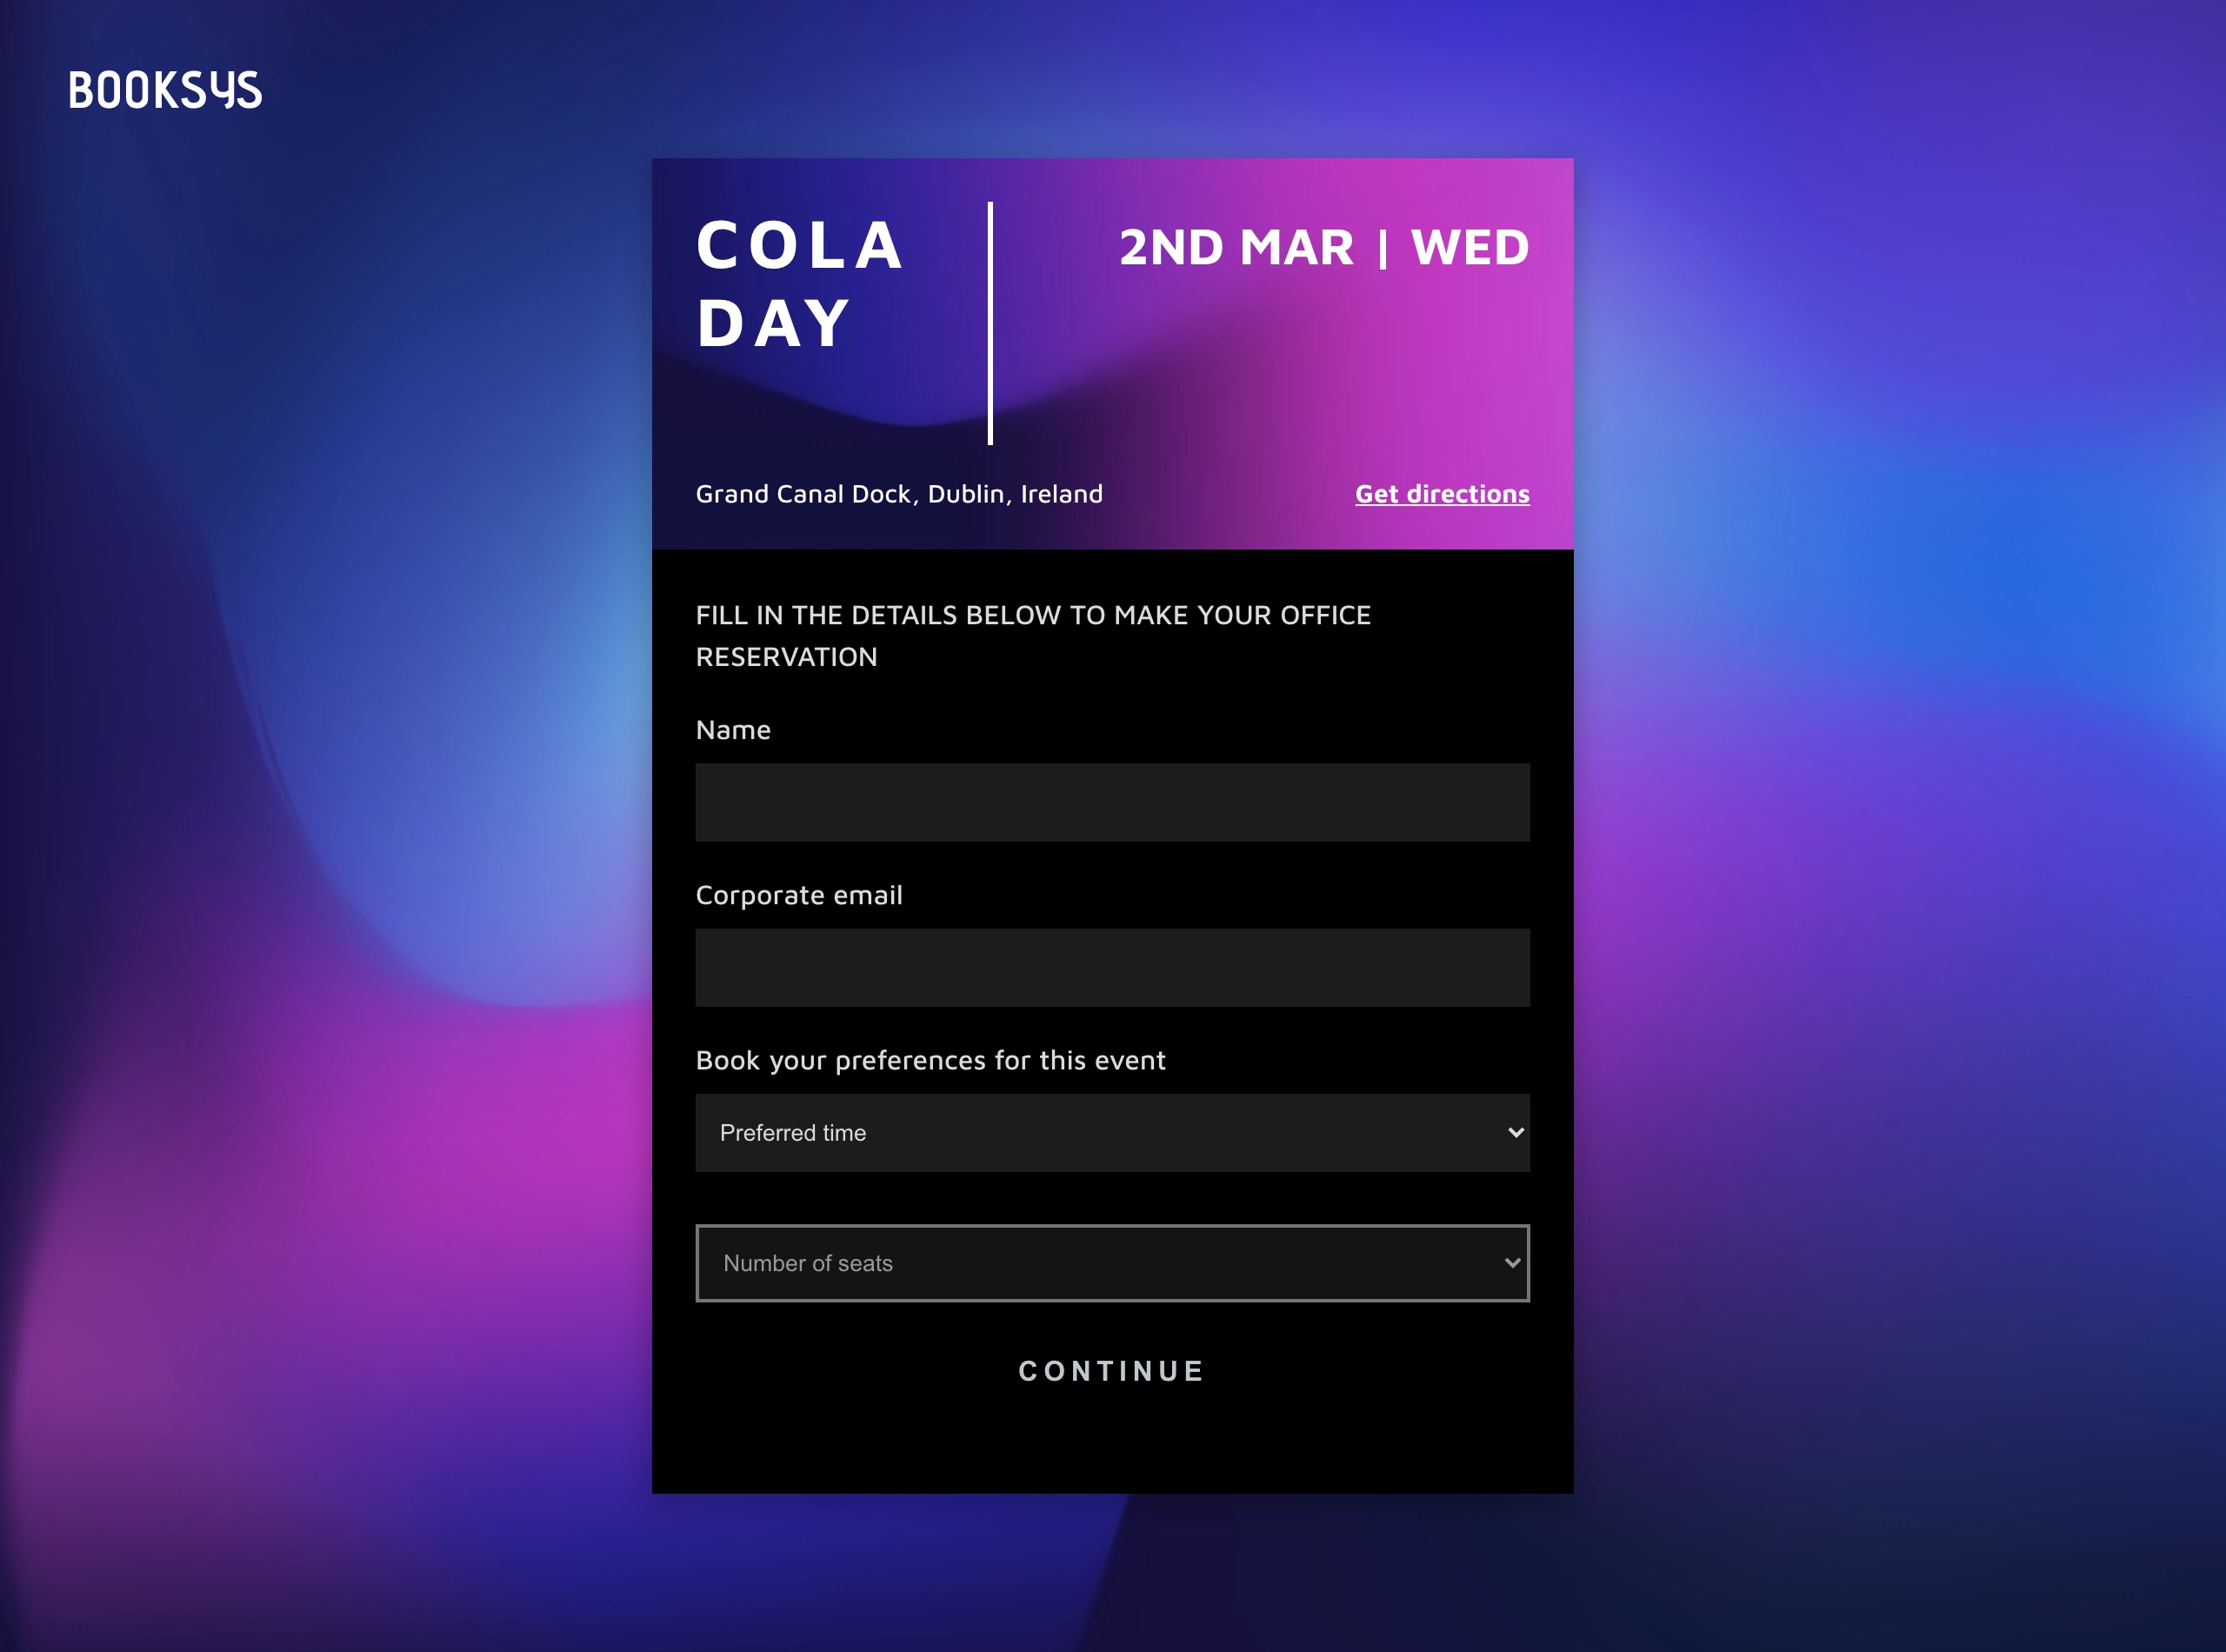 BOOKSYS
COLA
DAY
2ND MAR | WED
Grand Canal Dock, Dublin, Ireland
Get directions
FILL IN THE DETAILS BELOW TO MAKE YOUR OFFICE
RESERVATION
Name
Corporate email
Book your preferences for this event
Preferred time
Number of seats
CONTINUE